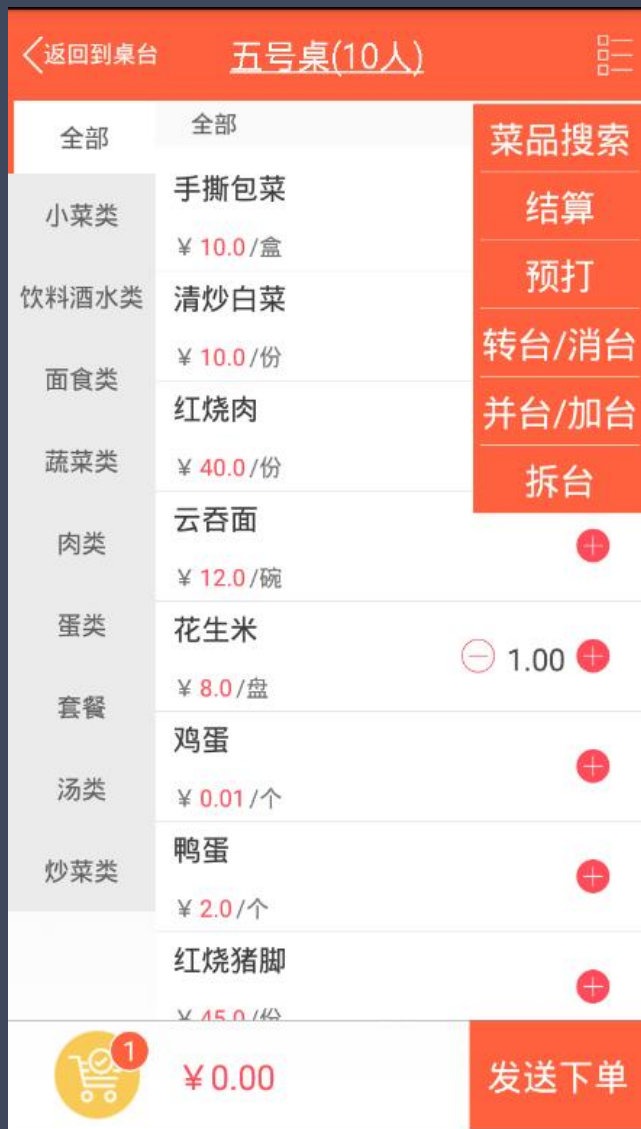 返回到桌台
五号桌(10人)
全部
小菜类
饮料酒水类
面食类
蔬菜类
肉类
蛋类
套餐
汤类
炒菜类
全部
手撕包菜
¥ 10.0/盒
清炒白菜
¥ 10.0/份
红烧肉
¥ 40.0/份
云吞面
¥ 12.0/碗
花生米
¥ 8.0/盘
1.00
鸡蛋
¥ 0.01/个
鸭蛋
¥ 2.0/个
红烧猪脚
¥ 45.0/份
菜品搜索
结算
预打
转台/消台
并台/加台
拆台
1
¥0.00
发送下单